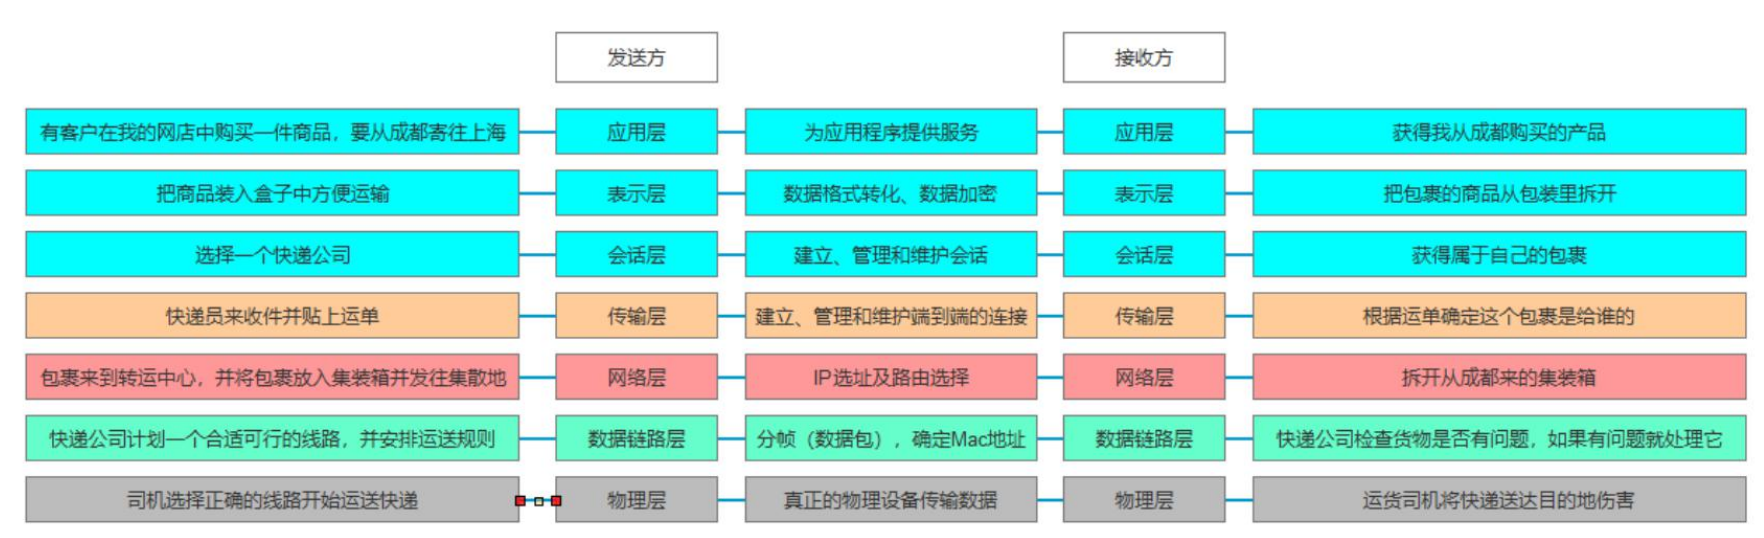 发送方 接收方
有客户在我的网店中购买一件商品，要从成都寄往上海 应用层 为应用程序提供服务 应用层 获得我从成都购买的产品
把商品装入盒子中方便运输 表示层 数据格式转化、数据加密 表示层 把包裹的商品从包装里拆开
选择一个快递公司 会话层 建立、管理和维护会话 会话层 获得属于自己的包裹
快递员来收件并贴上运单 传输层 建立、管理和维护端到端的连接 传输层 根据运单确定这个包裹是给谁的
包裹来到转运中心，并将包裹放入集装箱并发往集散地 网络层 IP选址及路由选择 网络层 拆开从成都来的集装箱
快递公司计划一个合适可行的线路，并安排运送规则 数据链路层 分帧（数据包），确定Mac地址 数据链路层 快递公司检查货物是否有问题，如果有问题就处理它
司机选择正确的线路开始运送快递 物理层 真正的物理设备传输数据 物理层 运货司机将快递送达目的地伤害